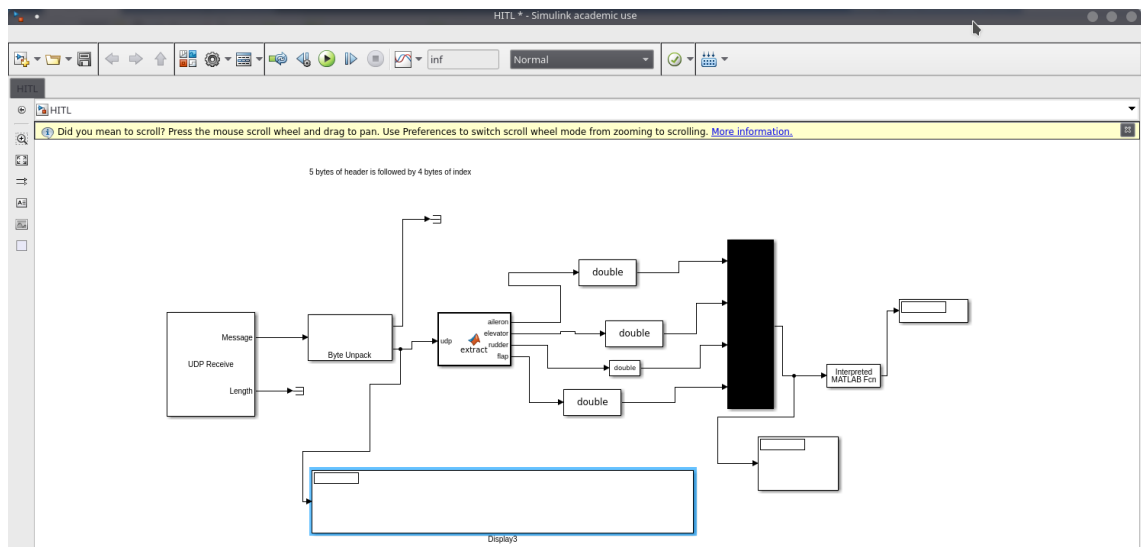 HITL * - Simulink academic use
inf
Normal
HITL
HITL
Did you mean to scroll? Press the mouse scroll wheel and drag to pan. Use Preferences to switch scroll wheel mode from zooming to scrolling. More information.
5 bytes of header is followed by 4 bytes of index
double
Message
UDP Receive
Length
Byte Unpack
udp
extract
aileron
elevator
rudder
flap
double
double
double
Interpreted
MATLAB Fcn
Display3